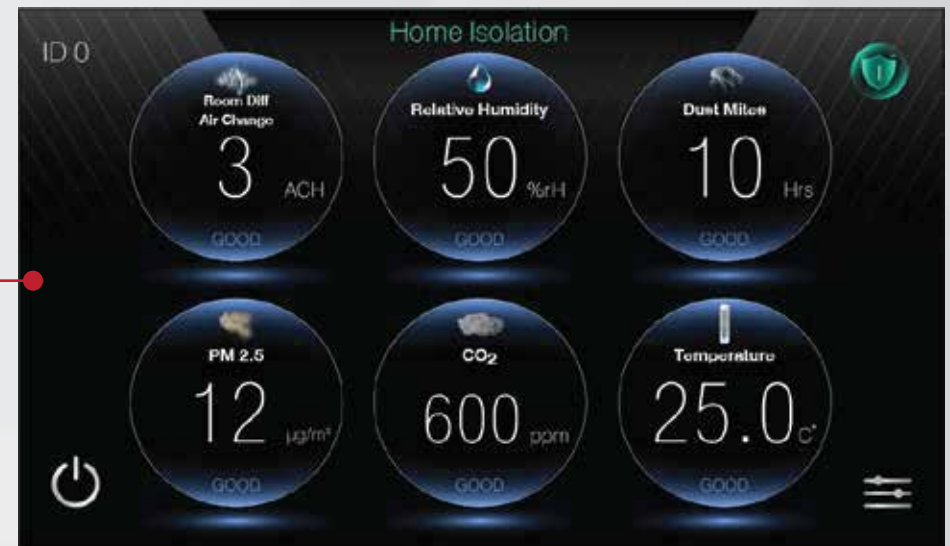 Home Isolation
ID 0
Room Diff
Air Change
3 ACH
GOOD
Relative Humidity
50 %rH
GOOD
Dust Mites
10 Hrs
GOOD
PM 2.5
12 µg/m³
GOOD
CO₂
600 ppm
GOOD
Temperature
25.0 C°
GOOD